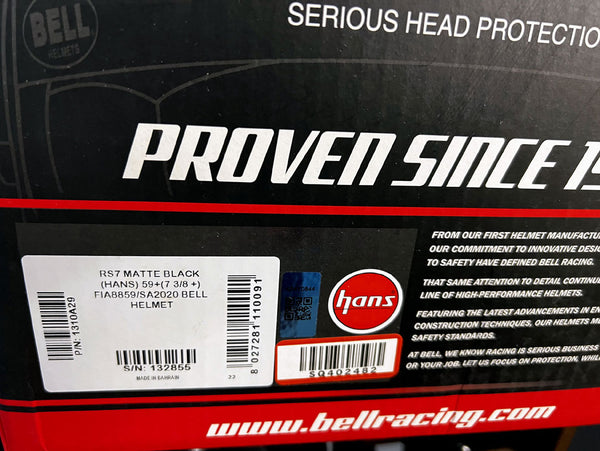 BELL
HELMETS
SERIOUS HEAD PROTECTIO
PROVEN SINCE 19
FROM OUR FIRST HELMET MANUFACTU
OUR COMMITMENT TO INNOVATIVE DESIG
TO SAFETY HAVE DEFINED BELL RACING.
THAT SAME ATTENTION TO DETAIL CONTINUE
LINE OF HIGH-PERFORMANCE HELMETS.
FEATURING THE LATEST ADVANCEMENTS IN EN
CONSTRUCTION TECHNIQUES, OUR HELMETS ME
SAFETY STANDARDS.
AT BELL, WE KNOW RACING IS SERIOUS BUSINESS
OR YOUR JOB. LET US FOCUS ON PROTECTION, WHIL
RS7 MATTE BLACK
(HANS) 59+(7 3/8 +)
FIA8859/SA2020 BELL
HELMET
P/N: 1310A29
S/N: 132855
MADE IN BAHRAIN
22
8 027281 110091
hans
SQ402482
www.bellracing.com